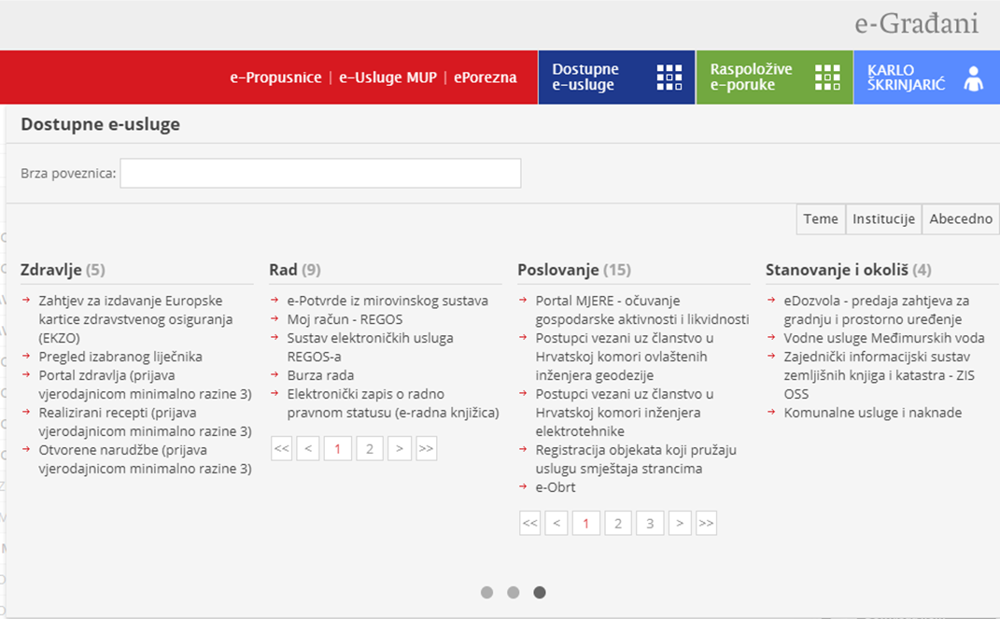 e-Građani
e-Propusnice | e-Usluge MUP | ePorezna
Dostupne
e-usluge
Raspoložive
e-poruke
KARLO
ŠKRINJARIĆ
Dostupne e-usluge
Brza poveznica:
Teme
Institucije
Abecedno
Zdravlje (5)
Zahtjev za izdavanje Europske
kartice zdravstvenog osiguranja
(EKZO)
Pregled izabranog liječnika
Portal zdravlja (prijava
vjerodajnicom minimalno razine 3)
Realizirani recepti (prijava
vjerodajnicom minimalno razine 3)
Otvorene narudžbe (prijava
vjerodajnicom minimalno razine 3)
Rad (9)
e-Potvrde iz mirovinskog sustava
Moj račun - REGOS
Sustav elektroničkih usluga
REGOS-a
Burza rada
Elektronički zapis o radno
pravnom statusu (e-radna knjižica)
<< < 1 2 > >>
Poslovanje (15)
Portal MJERE - očuvanje
gospodarske aktivnosti i likvidnosti
Postupci vezani uz članstvo u
Hrvatskoj komori ovlaštenih
inženjera geodezije
Postupci vezani uz članstvo u
Hrvatskoj komori inženjera
elektrotehnike
Registracija objekata koji pružaju
uslugu smještaja strancima
e-Obrt
<< < 1 2 3 > >>
Stanovanje i okoliš (4)
eDozvola - predaja zahtjeva za
gradnju i prostorno uređenje
Vodne usluge Međimurskih voda
Zajednički informacijski sustav
zemljišnih knjiga i katastra - ZIS
OSS
Komunalne usluge i naknade